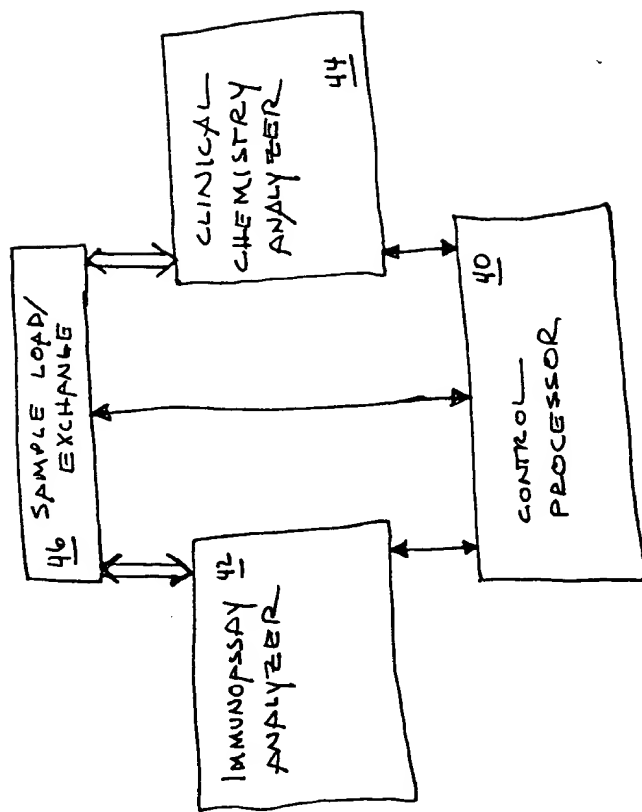 46 SAMPLE LOAD/
EXCHANGE
IMMUNOASSAY 42
ANALYZER
CLINICAL
CHEMISTRY
ANALYZER
44
40
CONTROL
PROCESSOR